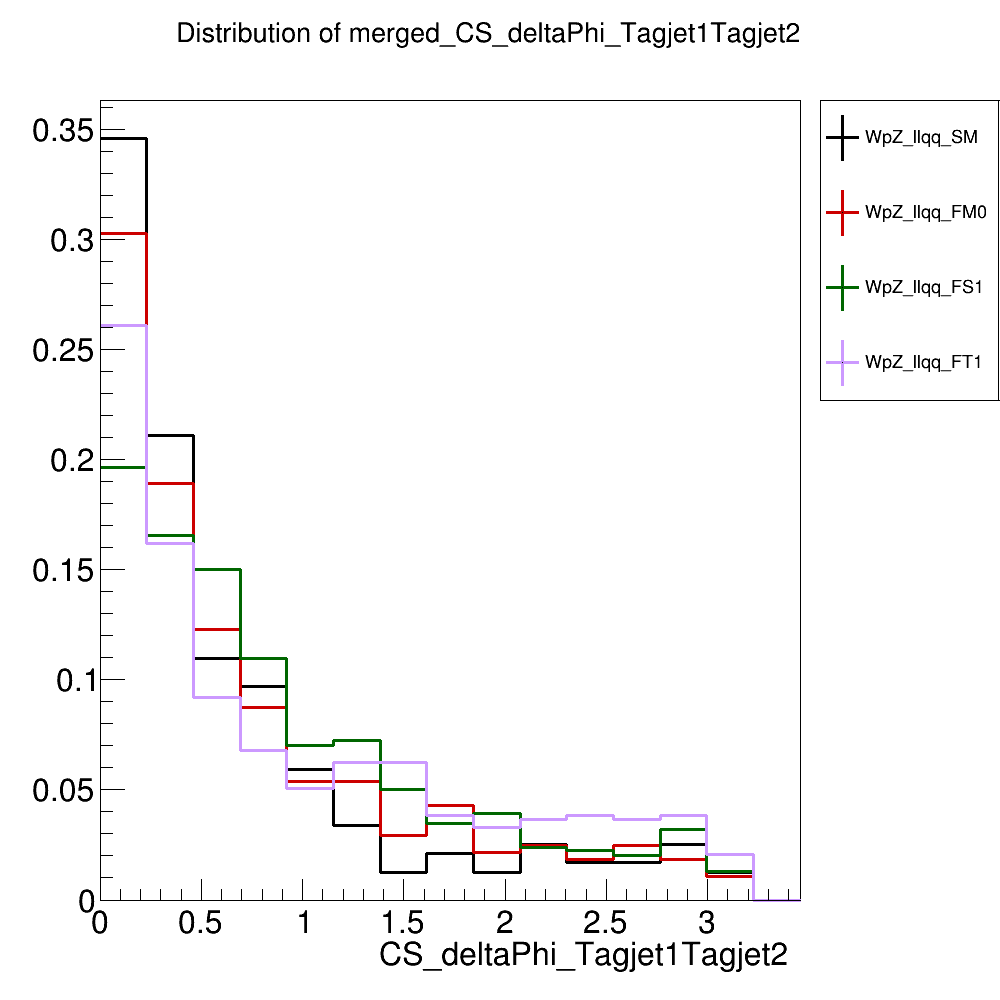 Distribution of merged_CS_deltaPhi_Tagjet1Tagjet2
WpZ_llqq_SM
WpZ_llqq_FM0
WpZ_llqq_FS1
WpZ_llqq_FT1
0.35
0.3
0.25
0.2
0.15
0.1
0.05
0
0 0.5 1 1.5 2 2.5 3
CS_deltaPhi_Tagjet1Tagjet2